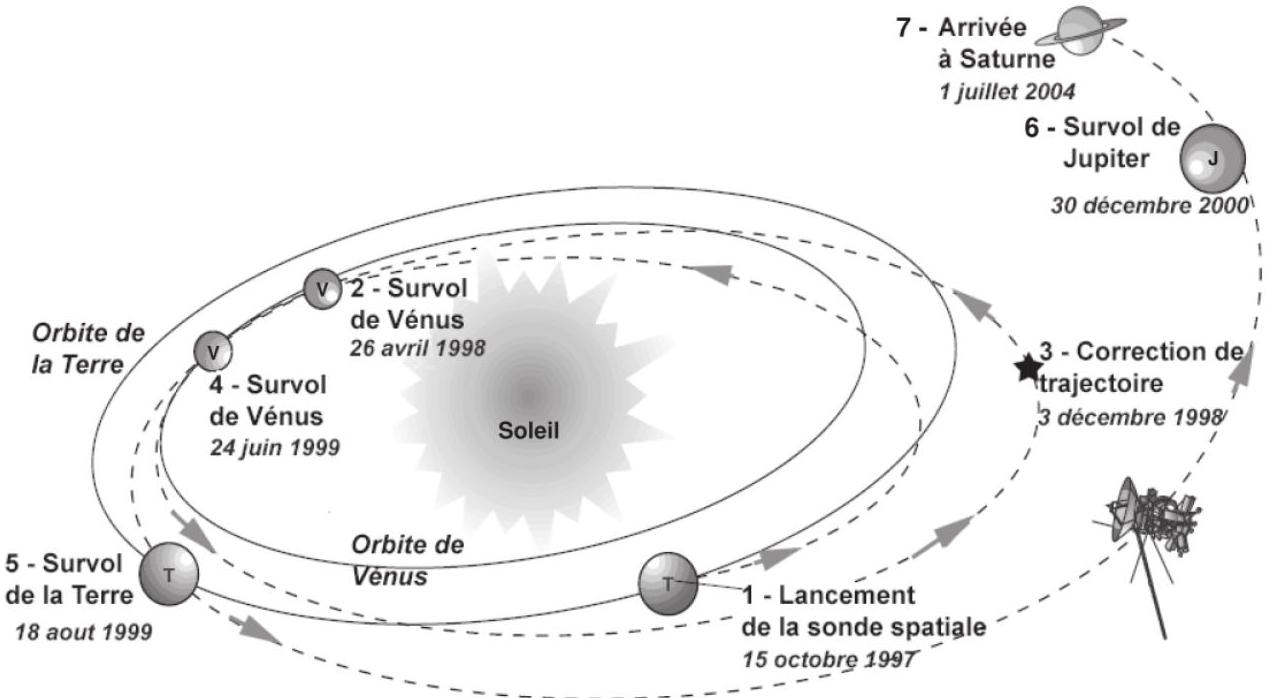 7 - Arrivée
à Saturne
1 juillet 2004
6 - Survol de
Jupiter
J
30 décembre 2000
V
2 - Survol
de Vénus
26 avril 1998
Orbite de
la Terre
V
4 - Survol
de Vénus
24 juin 1999
Soleil
3 - Correction de
trajectoire
3 décembre 1998
Orbite de
Vénus
5 - Survol
de la Terre
18 aout 1999
T
T
1 - Lancement
de la sonde spatiale
15 octobre 1997